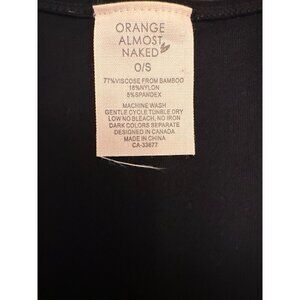 ORANGE
ALMOST
NAKED
O/S
77%VISCOSE FROM BAMBOO
18%NYLON
5%SPANDEX
MACHINE WASH
GENTLE CYCLE TUMBLE DRY
LOW NO BLEACH, NO IRON
DARK COLORS SEPARATE
DESIGNED IN CANADA
MADE IN CHINA
CA-33677